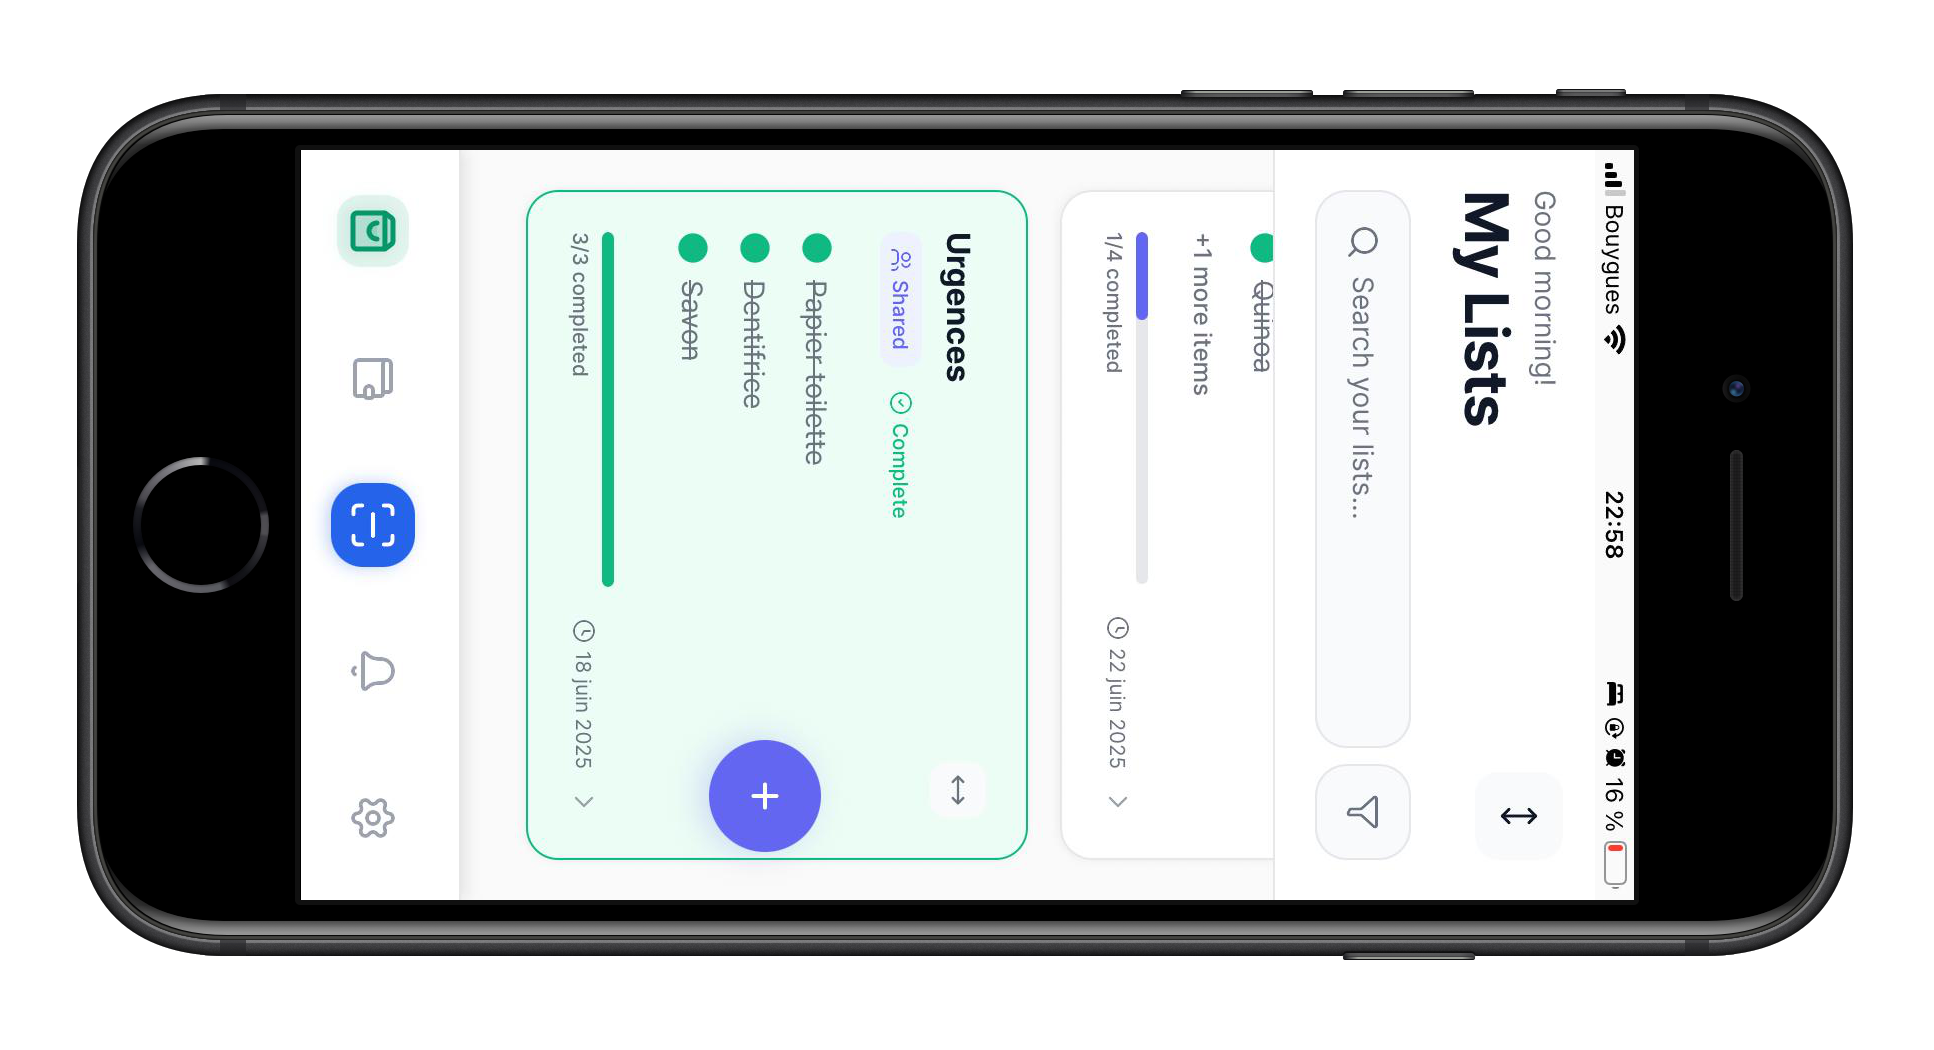 Bouygues 22:58 16 %
Good morning!
My Lists
Search your lists...
Quinoa
+1 more items
1/4 completed
22 juin 2025
Urgences
Shared Complete
Papier toilette
Dentifrice
Savon
3/3 completed
18 juin 2025